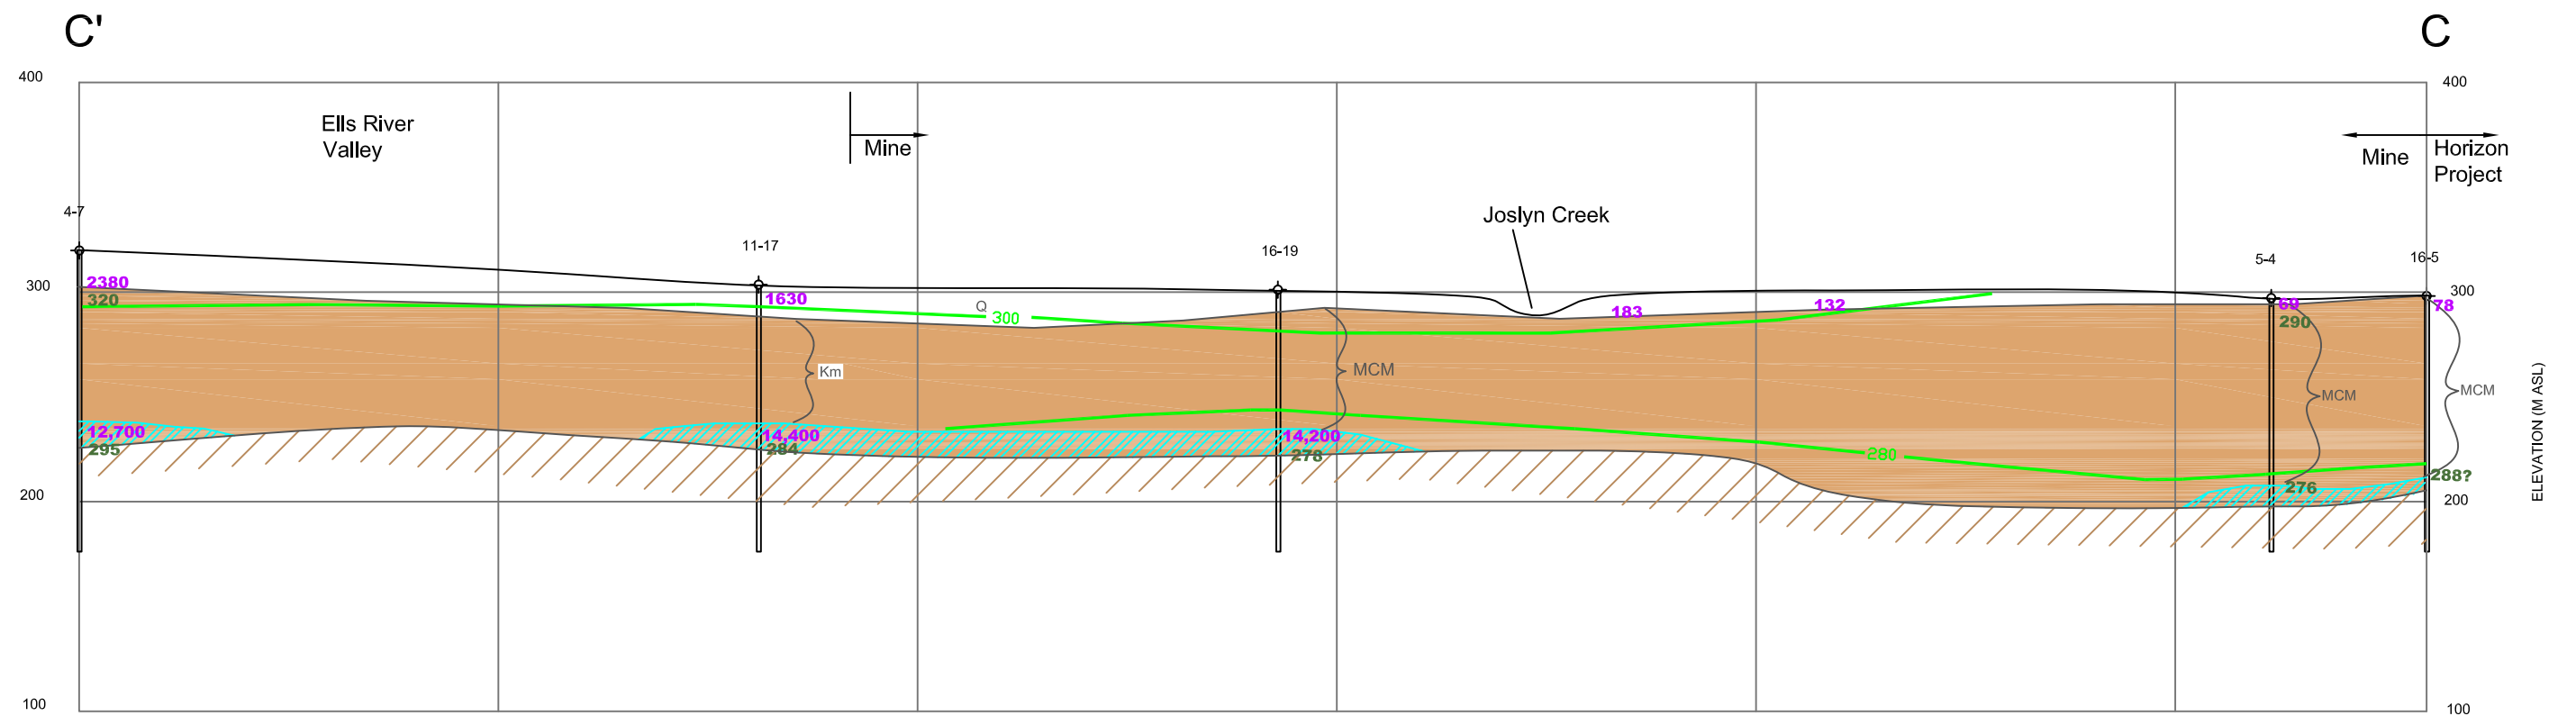 C'
C
400
400
Ells River
Valley
Mine
Mine
Horizon
Project
4-7
Joslyn Creek
11-17
16-19
5-4
16-5
2380
300
320
1630
Q
300
183
132
69
290
78
300
Km
MCM
MCM
MCM
ELEVATION (M ASL)
12,700
295
14,400
284
14,200
278
280
276
288?
200
200
100
100